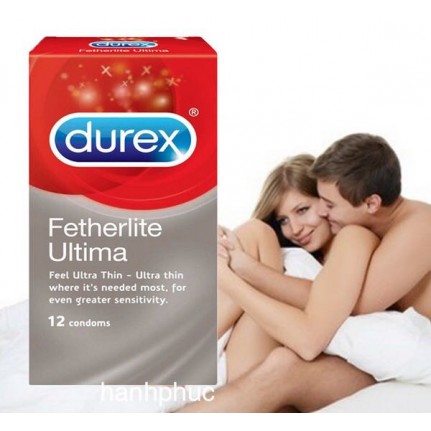 durex
durex®
Fetherlite
Ultima
Feel Ultra Thin – Ultra thin
where it's needed most, for
even greater sensitivity.
12 condoms
hanhphuc